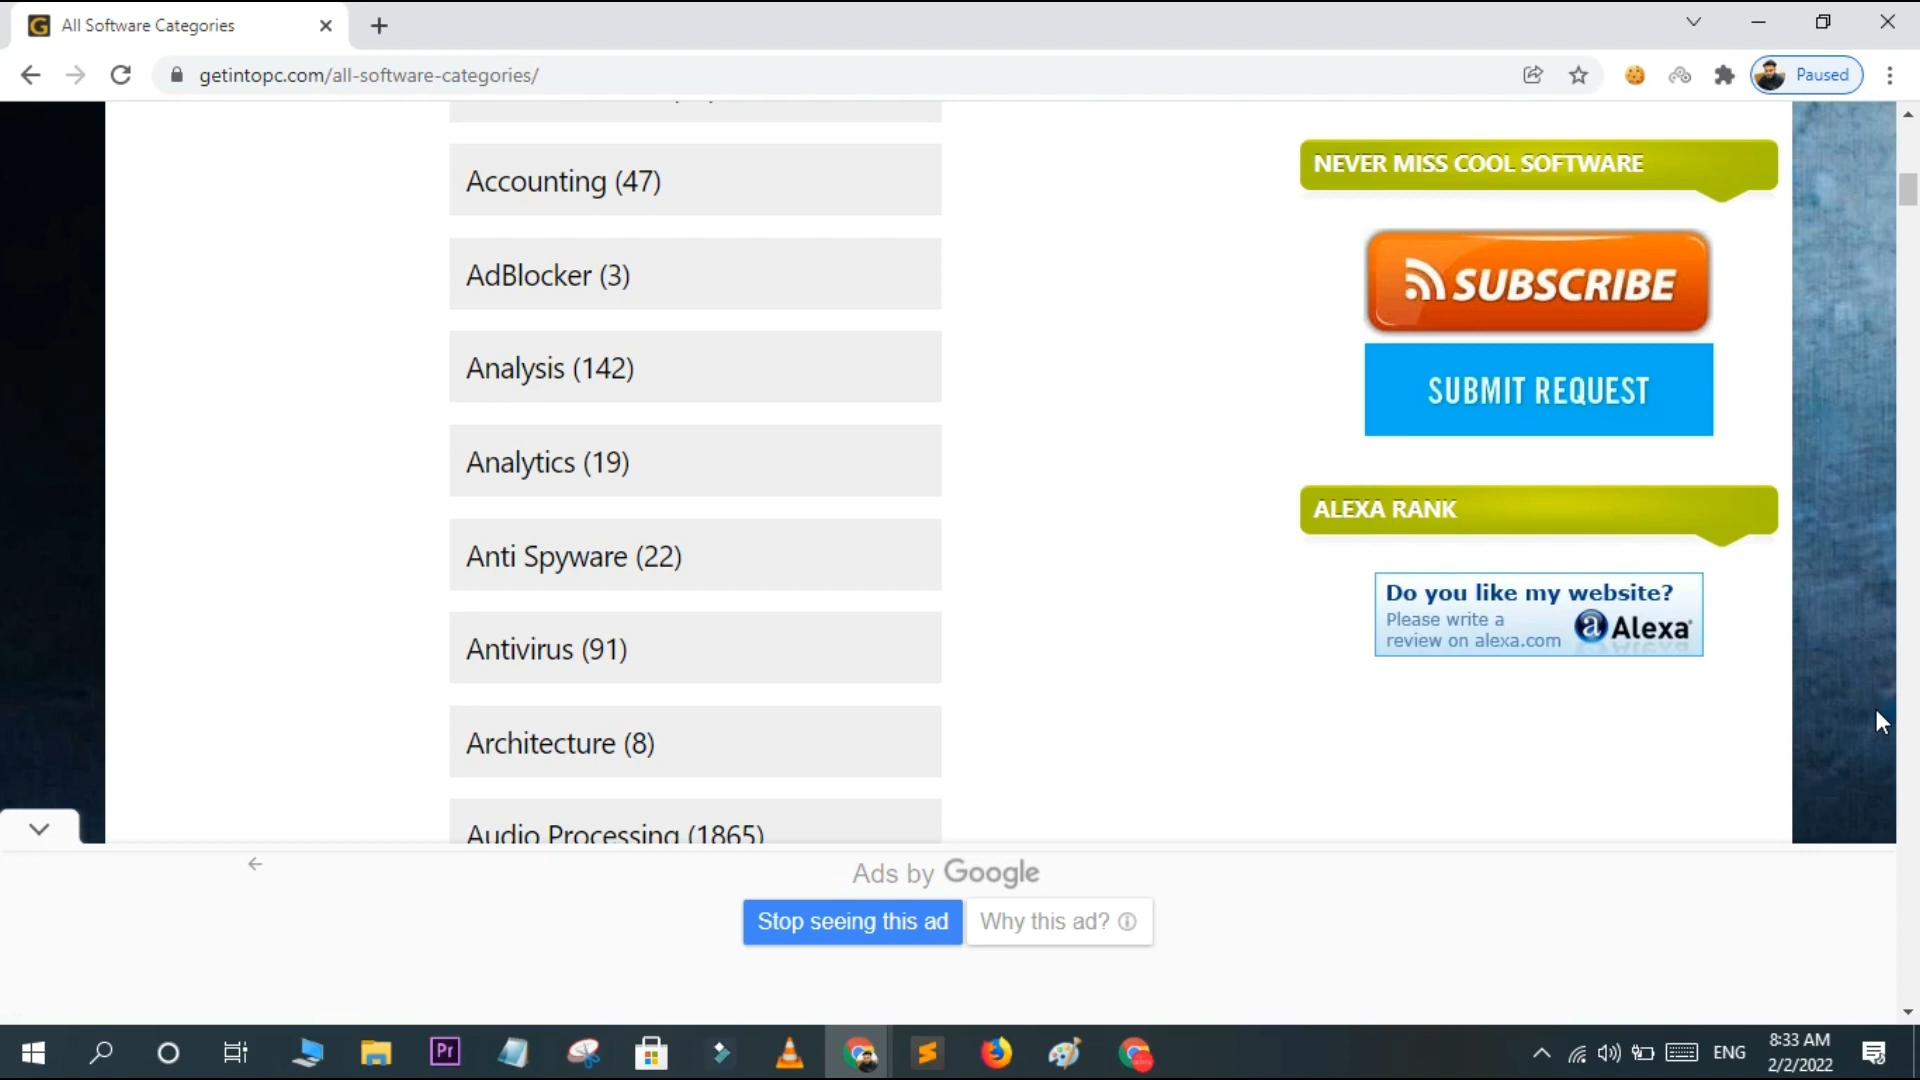 All Software Categories
getintopc.com/all-software-categories/
Paused
Accounting (47)
AdBlocker (3)
Analysis (142)
Analytics (19)
Anti Spyware (22)
Antivirus (91)
Architecture (8)
Audio Processing (1865)
NEVER MISS COOL SOFTWARE
SUBSCRIBE
SUBMIT REQUEST
ALEXA RANK
Do you like my website?
Please write a
review on alexa.com
Alexa
Ads by Google
Stop seeing this ad
Why this ad?
Pr
ENG
8:33 AM
2/2/2022